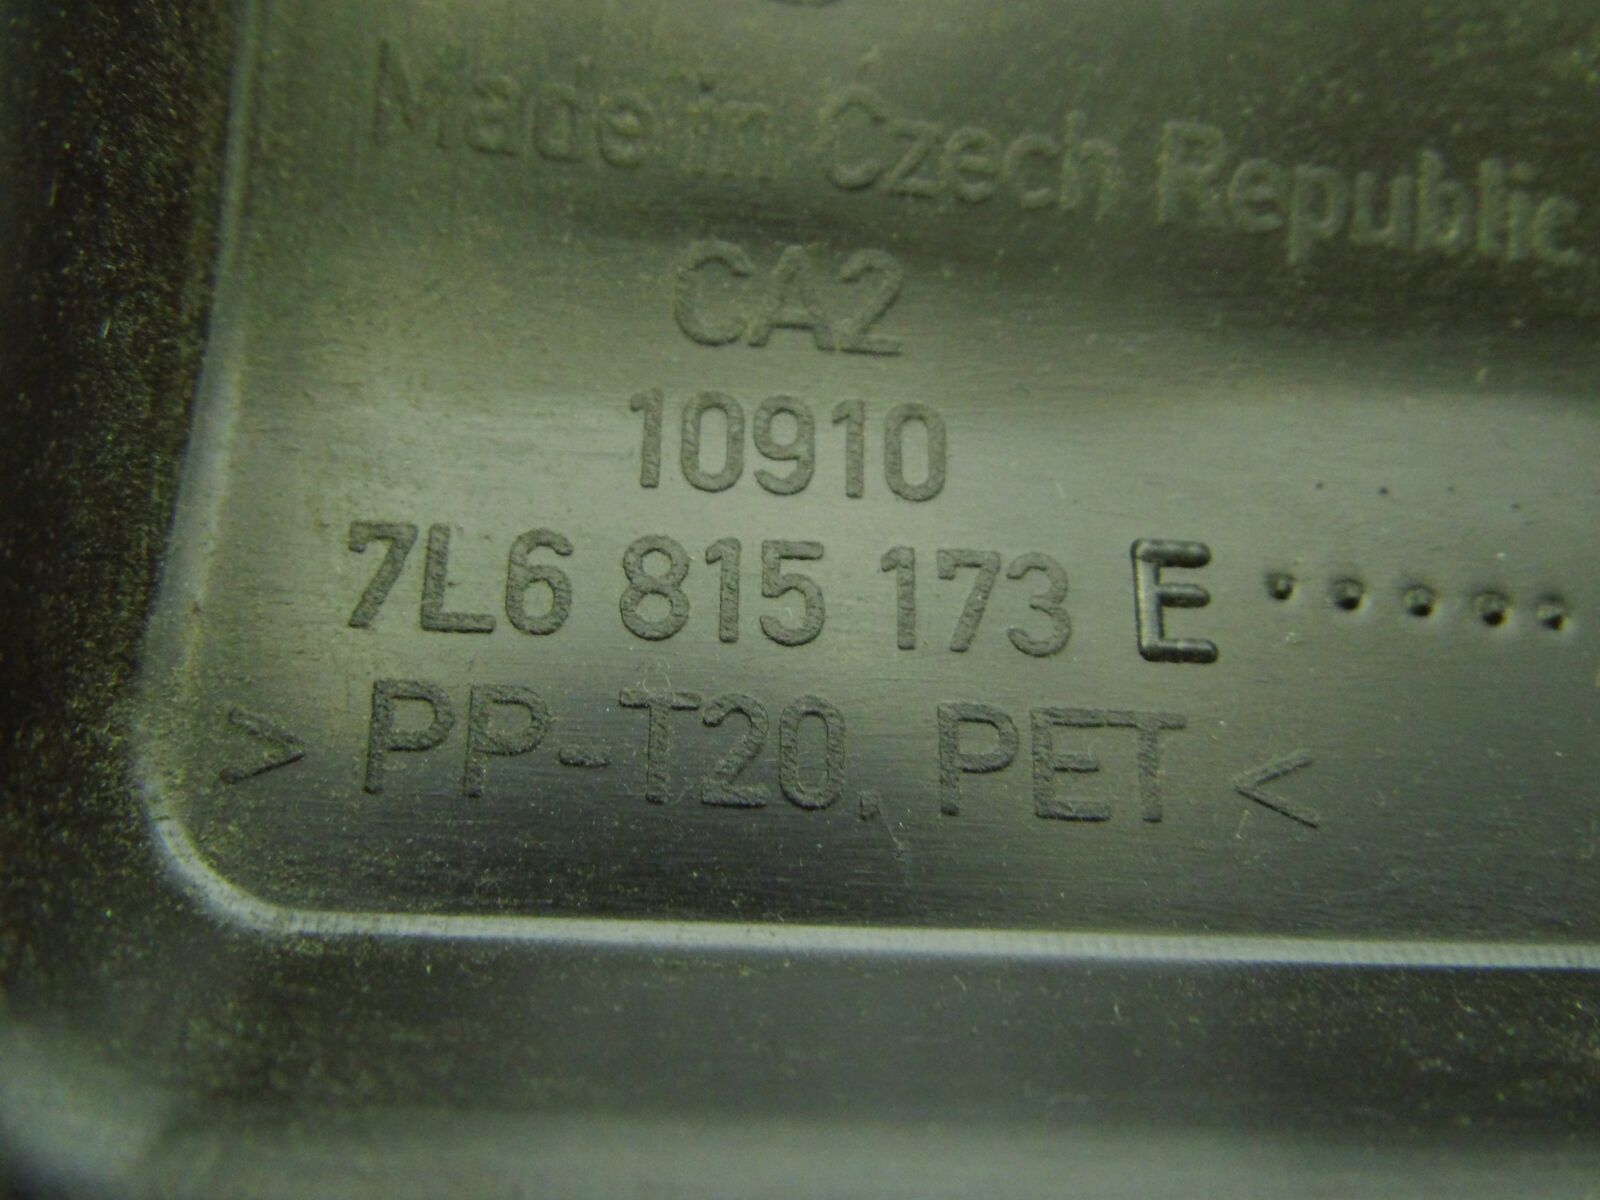 Made in Czech Republic
CA2
10910
7L6 815 173 E
> PP-T20, PET <